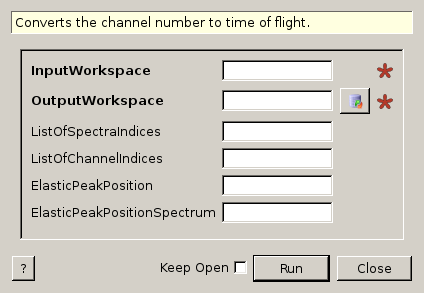 Converts the channel number to time of flight.
InputWorkspace *
OutputWorkspace *
ListOfSpectraIndices
ListOfChannelIndices
ElasticPeakPosition
ElasticPeakPositionSpectrum
? Keep Open Run Close